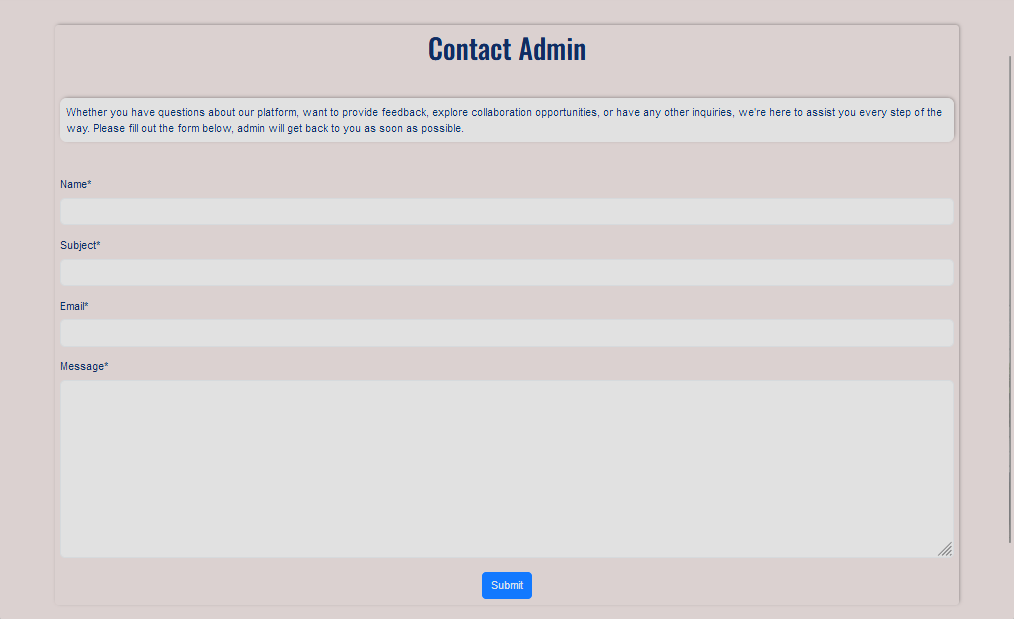 Contact Admin
Whether you have questions about our platform, want to provide feedback, explore collaboration opportunities, or have any other inquiries, we're here to assist you every step of the
way. Please fill out the form below, admin will get back to you as soon as possible.
Name*
Subject*
Email*
Message*
Submit